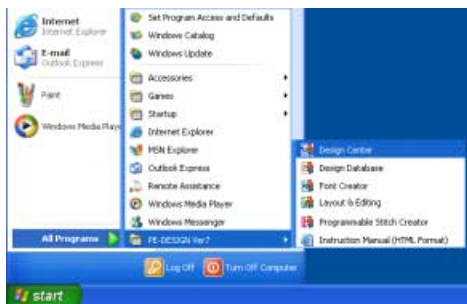 Internet
Internet Explorer
E-mail
Outlook Express
Paint
Windows Media Playe
All Programs
Set Program Access and Defaults
Windows Catalog
Windows Update
Accessories
Games
Startup
Internet Explorer
MSN Explorer
Outlook Express
Remote Assistance
Windows Media Player
Windows Messenger
PE-DESIGN Ver7
Design Center
Design Database
Font Creator
Layout & Editing
Programmable Stitch Creator
Instruction Manual (HTML Format)
Log Off
Turn Off Computer
start